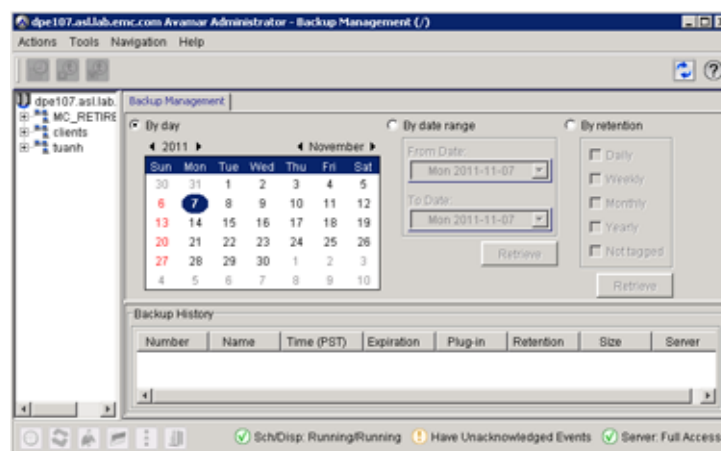 dpe107.asl.lab.emc.com Avamar Administrator - Backup Management (/)
Actions Tools Navigation Help
dpe107.asl.lab.
MC_RETIRE
clients
tuanh
Backup Management
By day
By date range
By retention
2011 November
Sun Mon Tue Wed Thu Fri Sat
30 31 1 2 3 4 5
6 7 8 9 10 11 12
13 14 15 16 17 18 19
20 21 22 23 24 25 26
27 28 29 30 1 2 3
4 5 6 7 8 9 10
From Date:
Mon 2011-11-07
To Date:
Mon 2011-11-07
Retrieve
Daily
Weekly
Monthly
Yearly
Not tagged
Retrieve
Backup History
Number Name Time (PST) Expiration Plug-in Retention Size Server
Sch/Disp: Running/Running Have Unacknowledged Events Server: Full Access